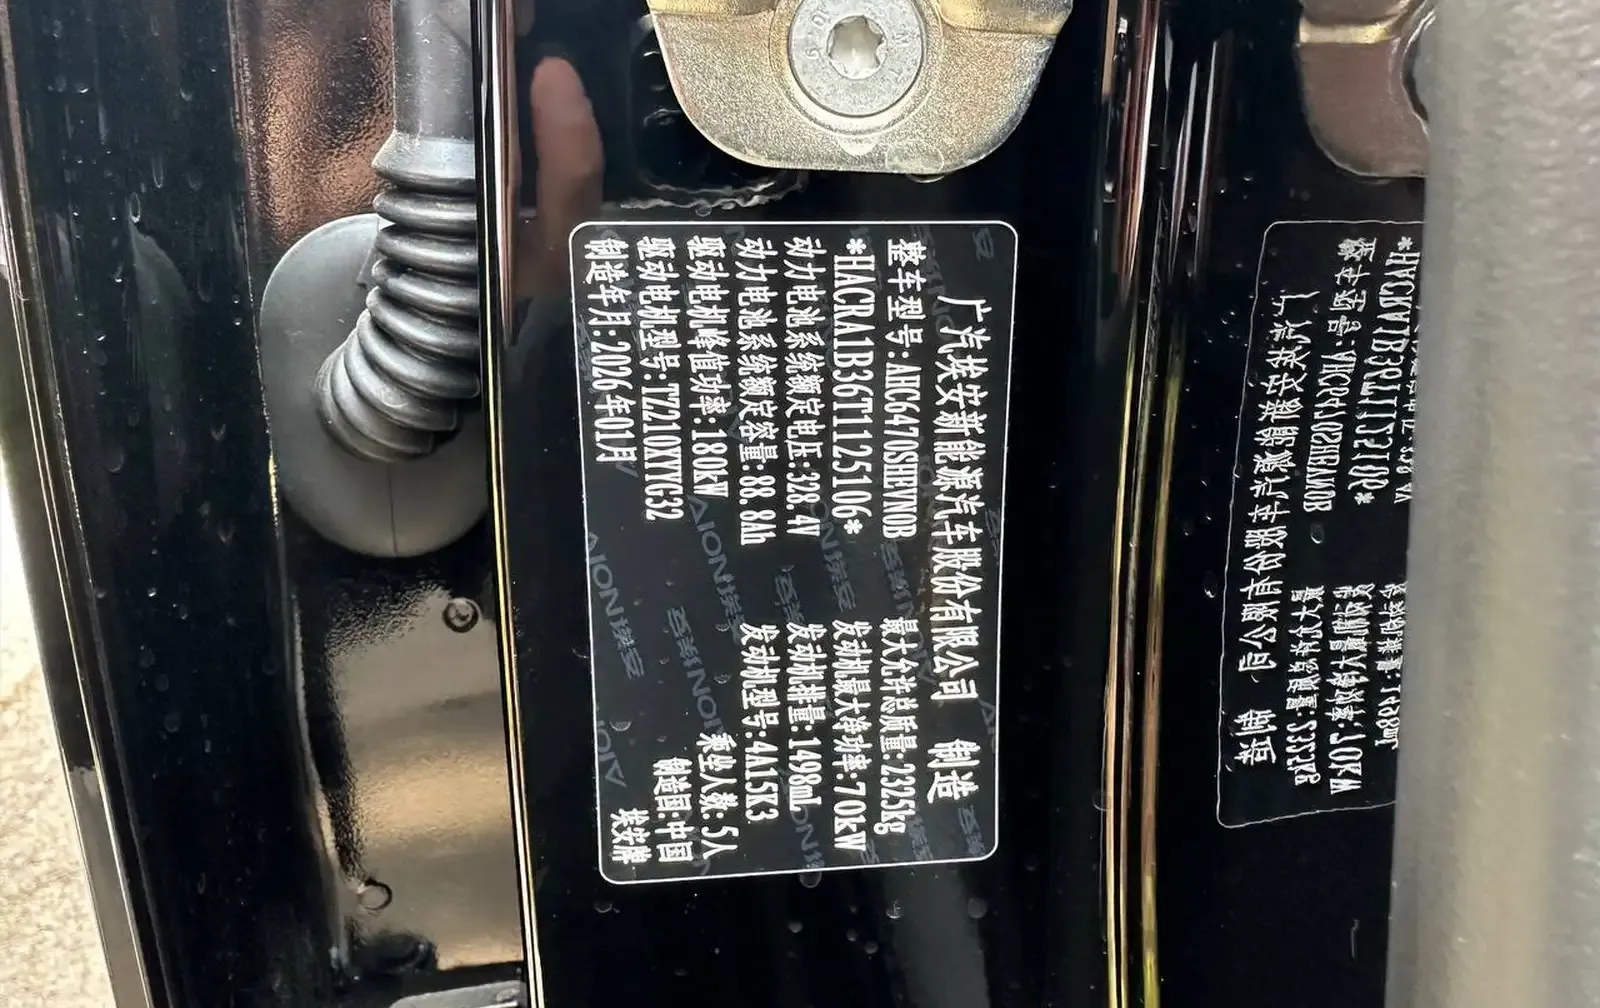 广汽埃安新能源汽车股份有限公司 制造
整车型号:AHC6470SHEVN0B 最大允许总质量:2325kg
*HACRA1B36T1125106* 发动机最大净功率:70kW
动力电池系统额定电压:328.4V 发动机排量:1498mL
动力电池系统额定容量:88.8Ah 发动机型号:4A15K3
驱动电机峰值功率:180kW 乘坐人数:5人
驱动电机型号:TZ210XYYG32 制造国:中国
制造年月:2026年01月 埃安牌
AION埃安